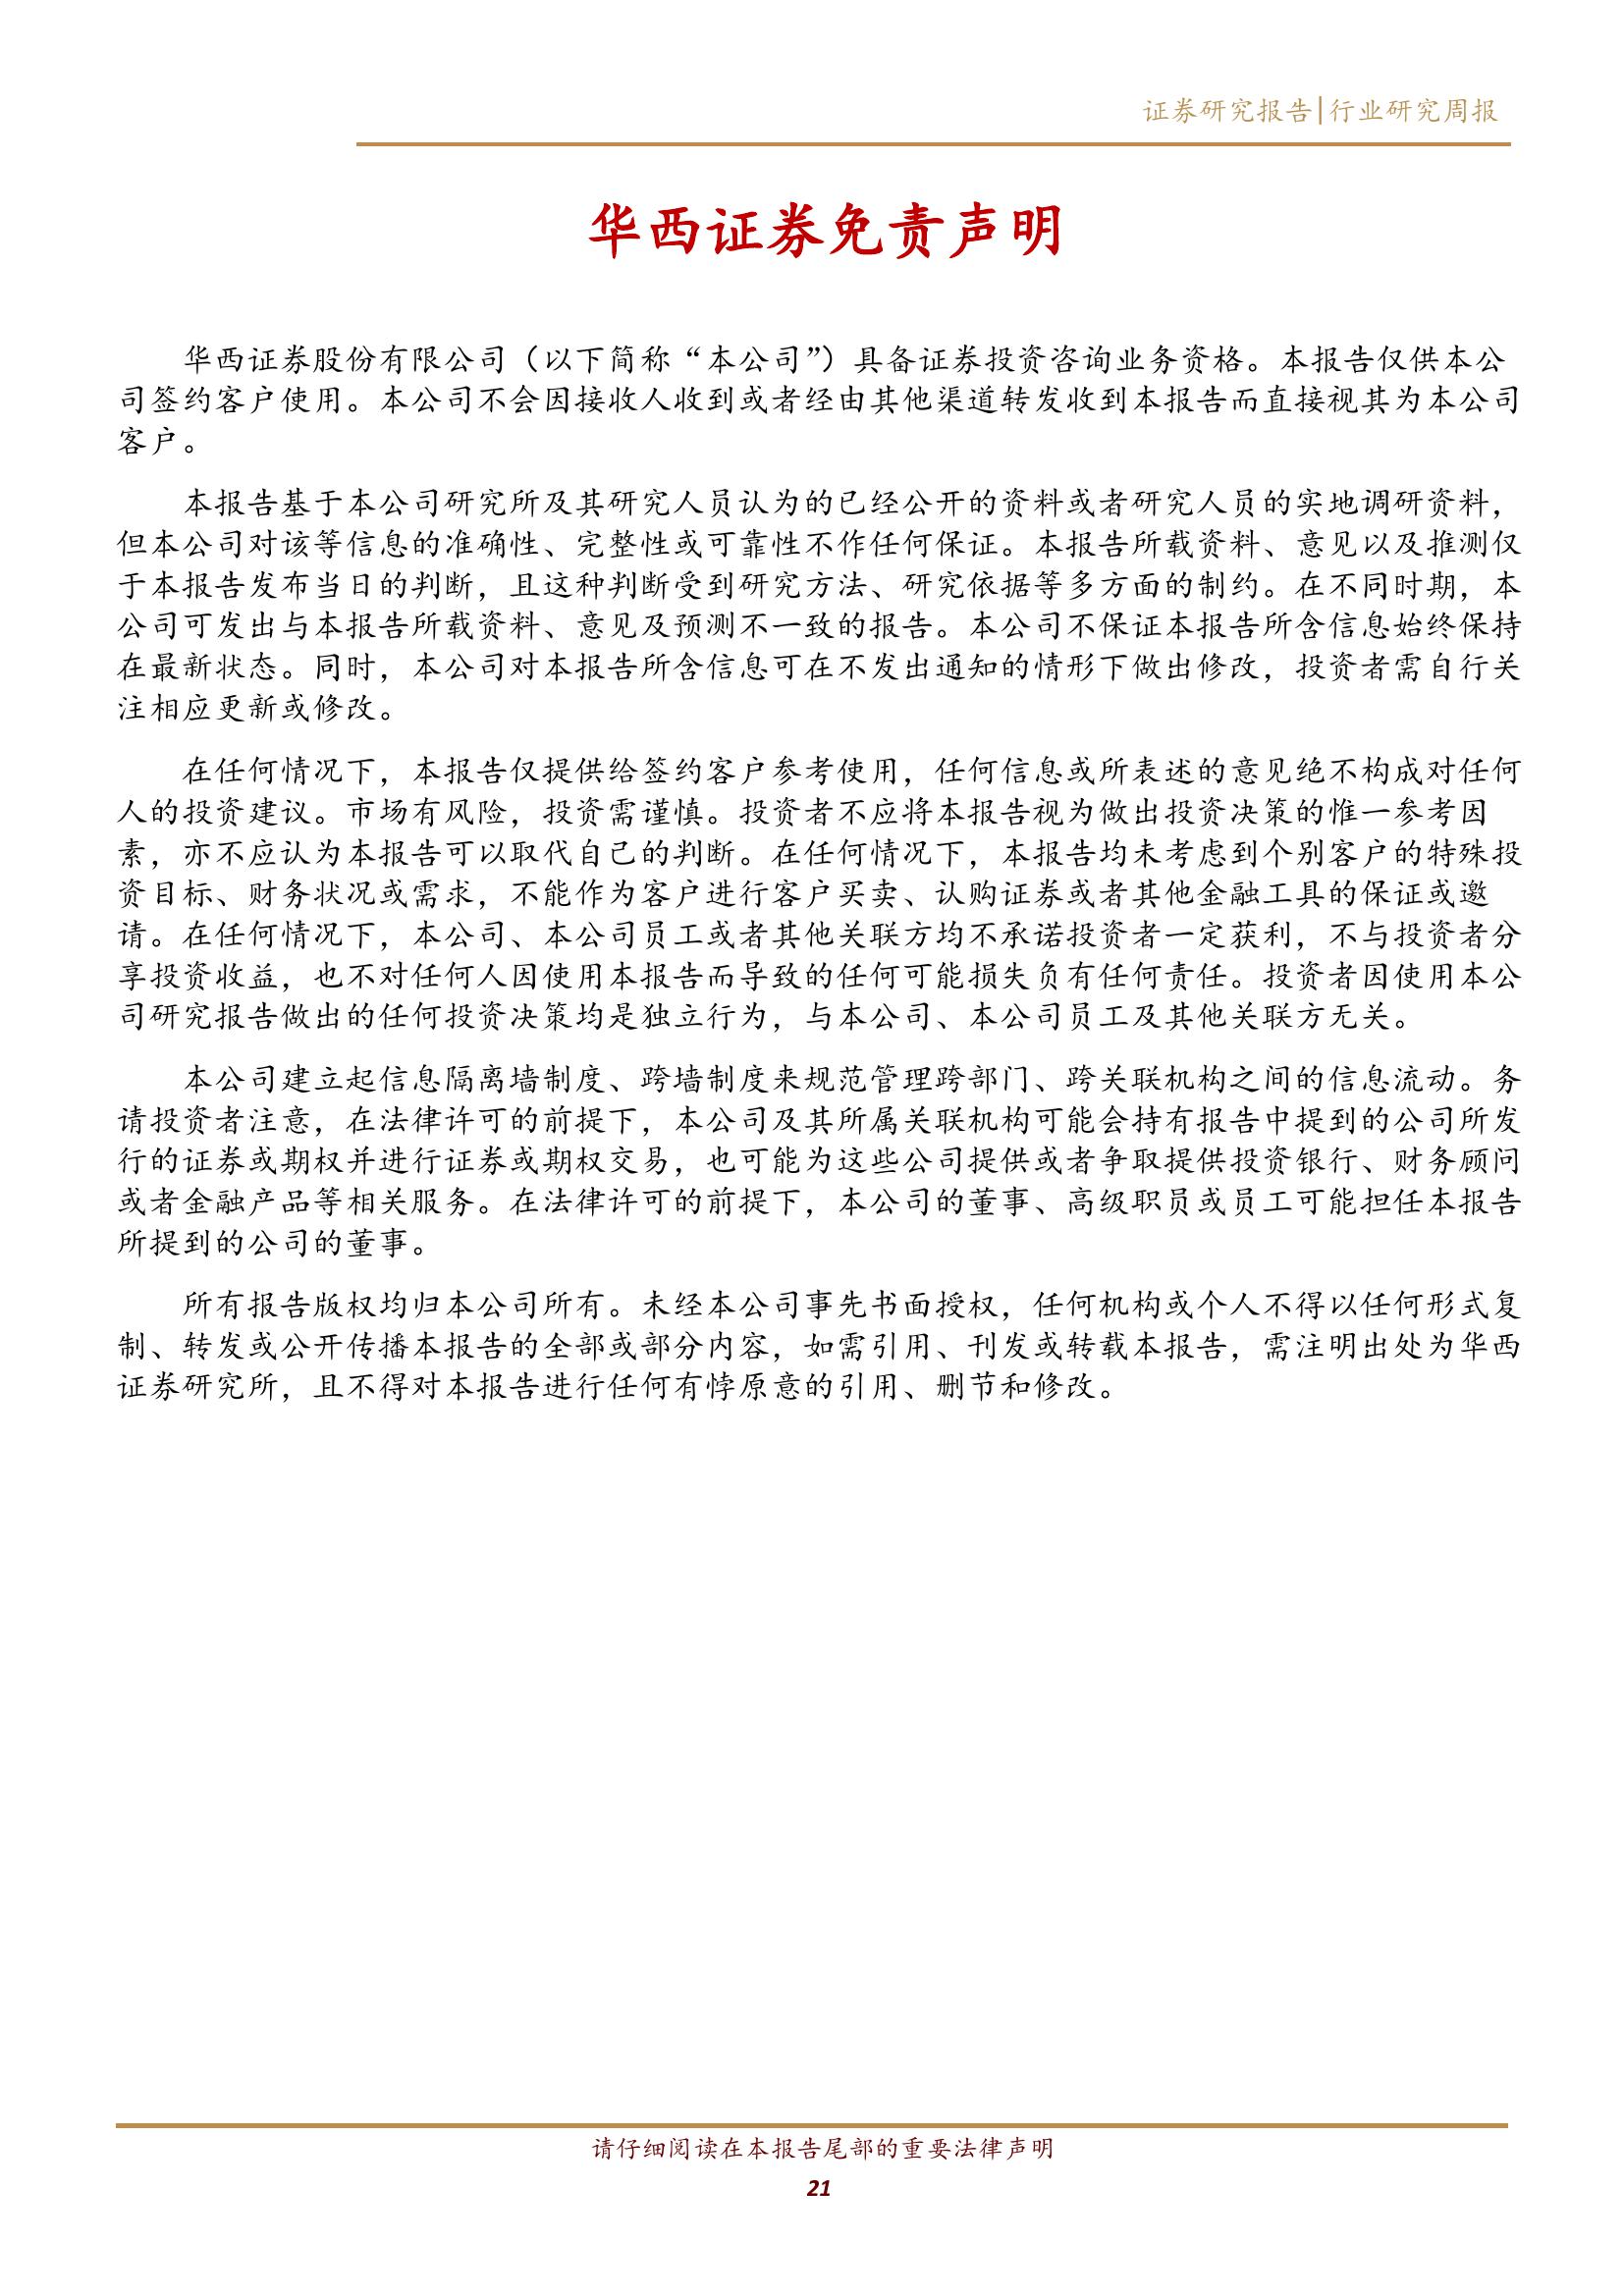 证券研究报告|行业研究周报
华西证券免责声明
华西证券股份有限公司（以下简称“本公司”）具备证券投资咨询业务资格。本报告仅供本公
司签约客户使用。本公司不会因接收人收到或者经由其他渠道转发收到本报告而直接视其为本公司
客户。
本报告基于本公司研究所及其研究人员认为的已经公开的资料或者研究人员的实地调研资料，
但本公司对该等信息的准确性、完整性或可靠性不作任何保证。本报告所载资料、意见以及推测仅
于本报告发布当日的判断，且这种判断受到研究方法、研究依据等多方面的制约。在不同时期，本
公司可发出与本报告所载资料、意见及预测不一致的报告。本公司不保证本报告所含信息始终保持
在最新状态。同时，本公司对本报告所含信息可在不发出通知的情形下做出修改，投资者需自行关
注相应更新或修改。
在任何情况下，本报告仅提供给签约客户参考使用，任何信息或所表述的意见绝不构成对任何
人的投资建议。市场有风险，投资需谨慎。投资者不应将本报告视为做出投资决策的惟一参考因
素，亦不应认为本报告可以取代自己的判断。在任何情况下，本报告均未考虑到个别客户的特殊投
资目标、财务状况或需求，不能作为客户进行客户买卖、认购证券或者其他金融工具的保证或邀
请。在任何情况下，本公司、本公司员工或者其他关联方均不承诺投资者一定获利，不与投资者分
享投资收益，也不对任何人因使用本报告而导致的任何可能损失负有任何责任。投资者因使用本公
司研究报告做出的任何投资决策均是独立行为，与本公司、本公司员工及其他关联方无关。
本公司建立起信息隔离墙制度、跨墙制度来规范管理跨部门、跨关联机构之间的信息流动。务
请投资者注意，在法律许可的前提下，本公司及其所属关联机构可能会持有报告中提到的公司所发
行的证券或期权并进行证券或期权交易，也可能为这些公司提供或者争取提供投资银行、财务顾问
或者金融产品等相关服务。在法律许可的前提下，本公司的董事、高级职员或员工可能担任本报告
所提到的公司的董事。
所有报告版权均归本公司所有。未经本公司事先书面授权，任何机构或个人不得以任何形式复
制、转发或公开传播本报告的全部或部分内容，如需引用、刊发或转载本报告，需注明出处为华西
证券研究所，且不得对本报告进行任何有悖原意的引用、删节和修改。
请仔细阅读在本报告尾部的重要法律声明
21